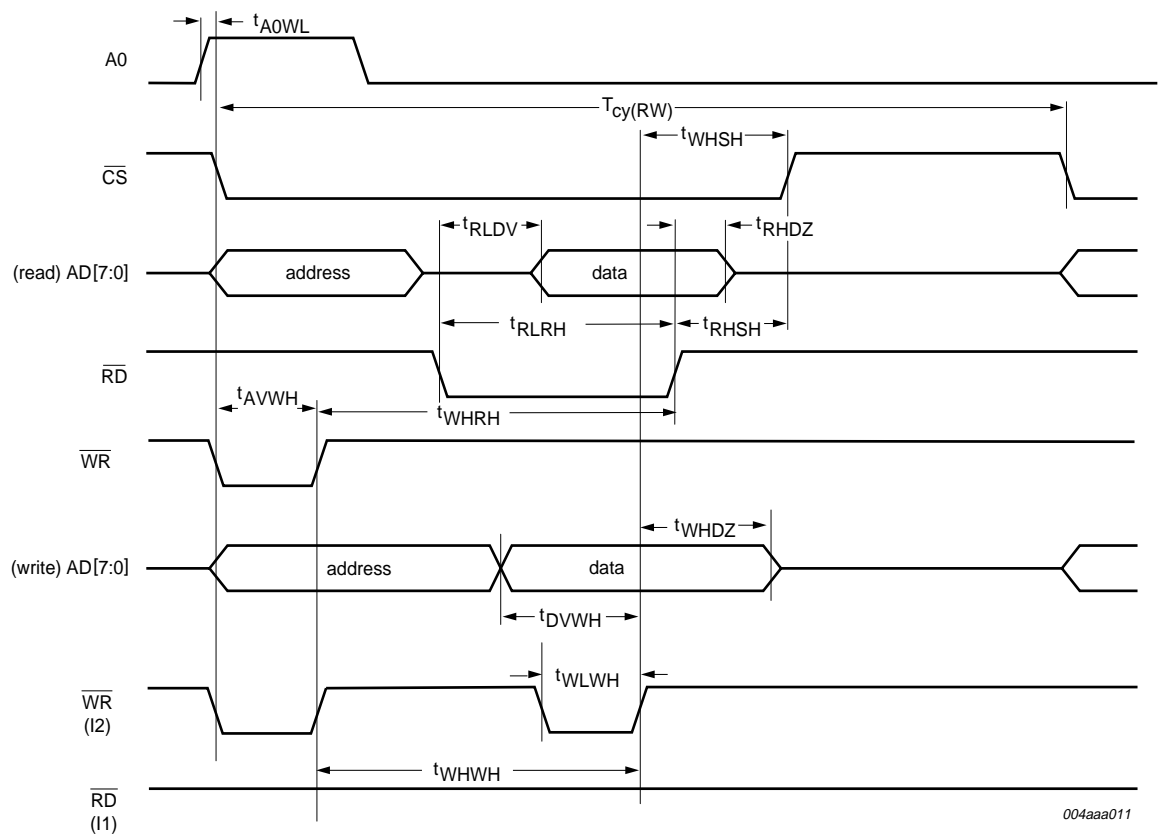 tA0WL
A0
Tcy(RW)
tWHSH
CS
tRLDV
tRHDZ
(read) AD[7:0]
address
data
tRLRH
tRHSH
RD
tAVWH
tWHRH
WR
tWHDZ
(write) AD[7:0]
address
data
tDVWH
tWLWH
WR
(I2)
tWHWH
RD
(I1)
004aaa011